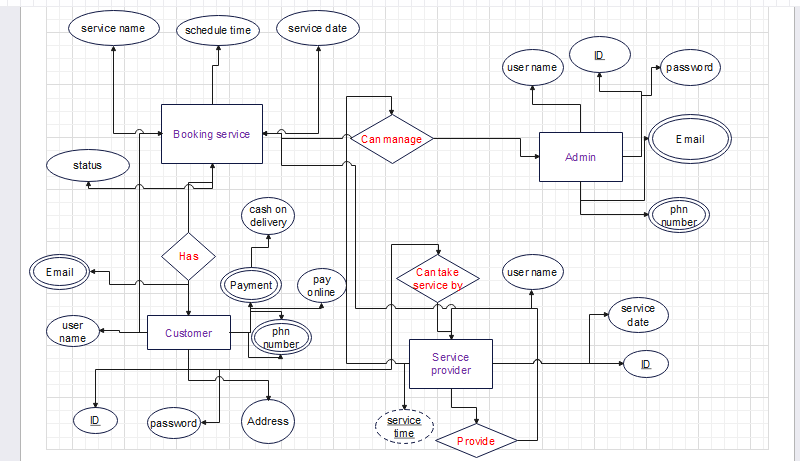 service name
schedule time
service date
user name
ID
password
Booking service
Can manage
Admin
Email
status
phn
number
cash on
delivery
Has
Email
Payment
pay
online
Can take
service by
user name
user
name
Customer
phn
number
service
date
Service
provider
ID
ID
password
Address
service
time
Provide